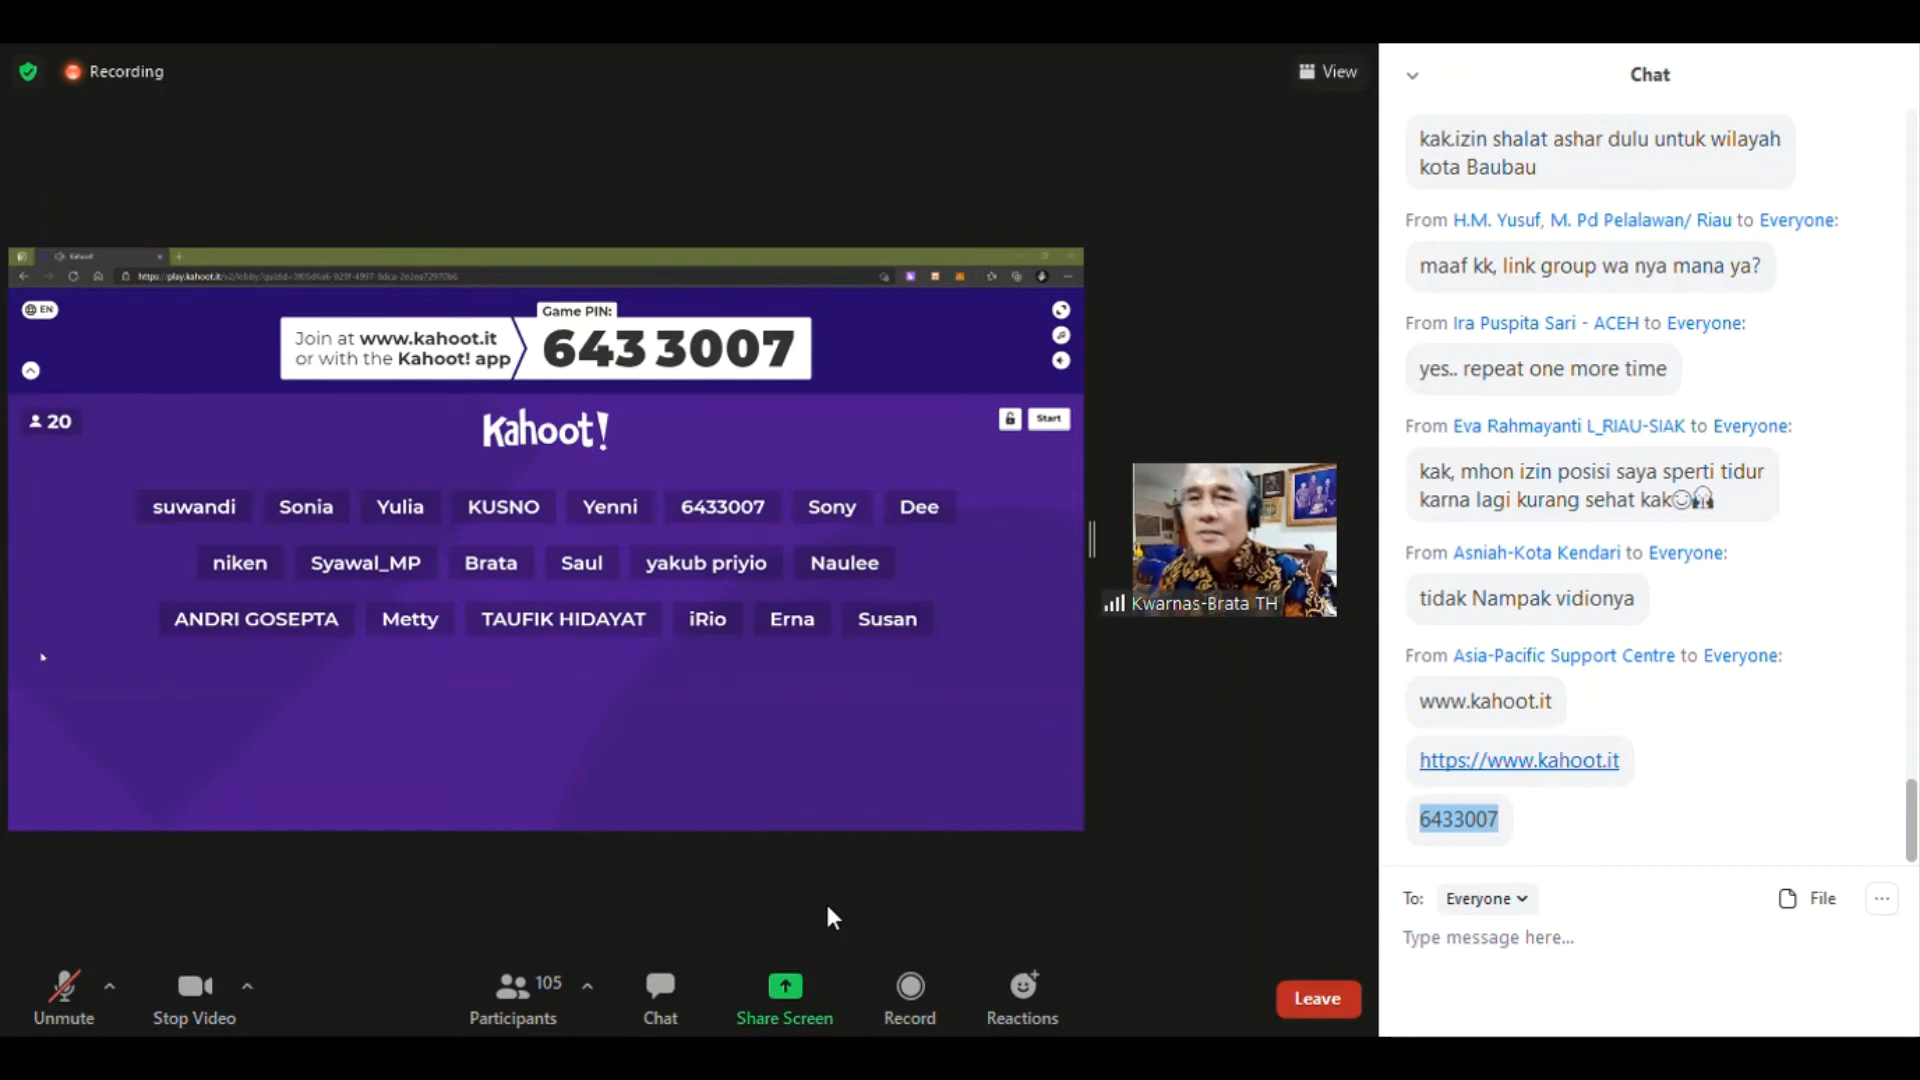 Recording
View
Kahoot
EN
Join at www.kahoot.it
or with the Kahoot! app
Game PIN:
643 3007
20
Kahoot!
Start
suwandi Sonia Yulia KUSNO Yenni 6433007 Sony Dee
niken Syawal_MP Brata Saul yakub priyio Naulee
ANDRI GOSEPTA Metty TAUFIK HIDAYAT iRio Erna Susan
Kwarnas-Brata TH
Unmute
Stop Video
105
Participants
Chat
Share Screen
Record
Reactions
Leave
Chat
kak.izin shalat ashar dulu untuk wilayah
kota Baubau
From H.M. Yusuf, M. Pd Pelalawan/ Riau to Everyone:
maaf kk, link group wa nya mana ya?
From Ira Puspita Sari - ACEH to Everyone:
yes.. repeat one more time
From Eva Rahmayanti L_RIAU-SIAK to Everyone:
kak, mhon izin posisi saya sperti tidur
karna lagi kurang sehat kak
From Asniah-Kota Kendari to Everyone:
tidak Nampak vidionya
From Asia-Pacific Support Centre to Everyone:
www.kahoot.it
https://www.kahoot.it
6433007
To: Everyone
File
Type message here...